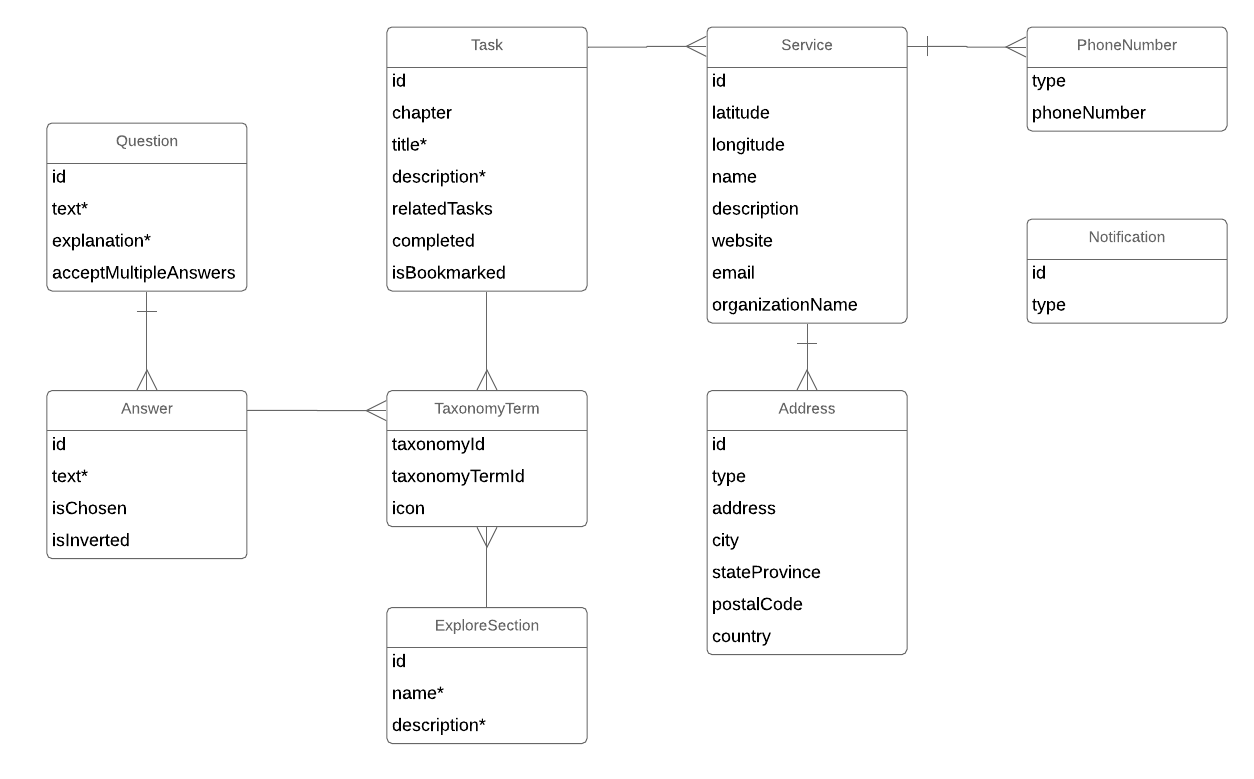 Task
id
chapter
title*
description*
relatedTasks
completed
isBookmarked
Service
id
latitude
longitude
name
description
website
email
organizationName
PhoneNumber
type
phoneNumber
Question
id
text*
explanation*
acceptMultipleAnswers
Notification
id
type
Answer
id
text*
isChosen
isInverted
TaxonomyTerm
taxonomyId
taxonomyTermId
icon
Address
id
type
address
city
stateProvince
postalCode
country
ExploreSection
id
name*
description*